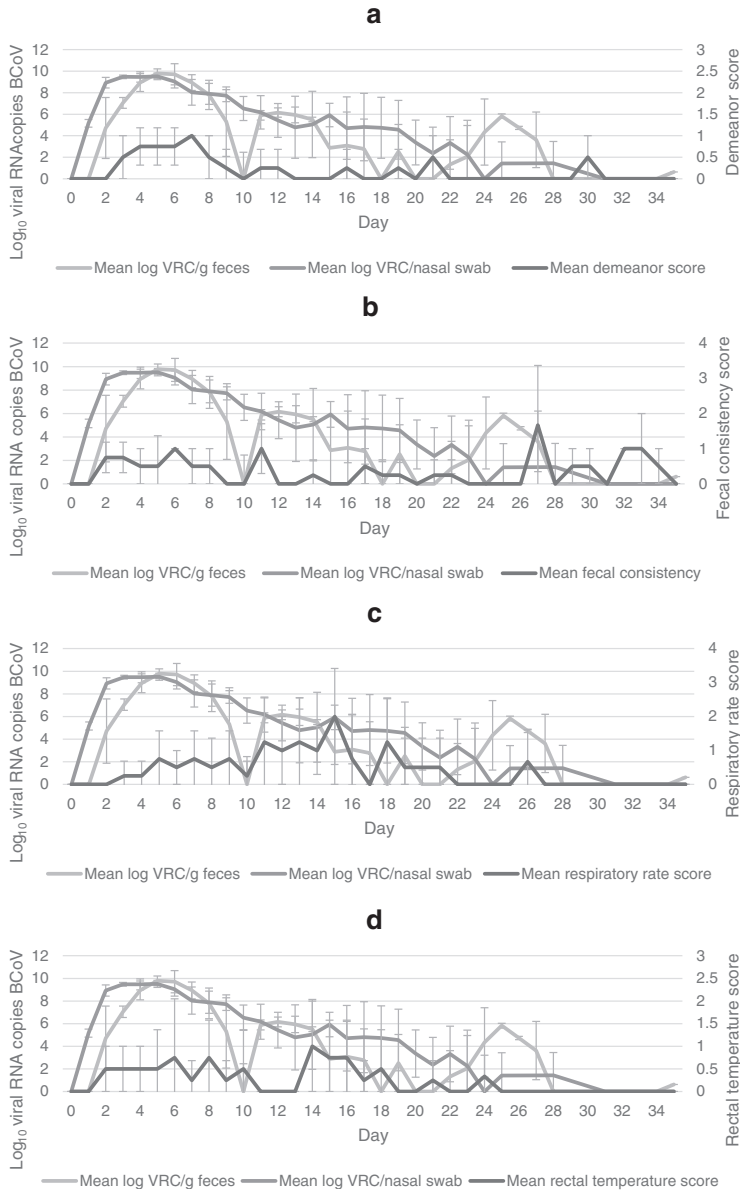 a
Log10 viral RNAcopies BCoV
12
10
8
6
4
2
0
3
2.5
2
1.5
1
0.5
0
Demeanor score
0 2 4 6 8 10 12 14 16 18 20 22 24 26 28 30 32 34
Day
Mean log VRC/g feces Mean log VRC/nasal swab Mean demeanor score
b
Log10 viral RNA copies BCoV
12
10
8
6
4
2
0
4
3
2
1
0
Fecal consistency score
0 2 4 6 8 10 12 14 16 18 20 22 24 26 28 30 32 34
Day
Mean log VRC/g feces Mean log VRC/nasal swab Mean fecal consistency
c
Log10 viral RNA copies BCoV
12
10
8
6
4
2
0
4
3
2
1
0
Respiratory rate score
0 2 4 6 8 10 12 14 16 18 20 22 24 26 28 30 32 34
Day
Mean log VRC/g feces Mean log VRC/nasal swab Mean respiratory rate score
d
Log10 viral RNA copies BCoV
12
10
8
6
4
2
0
3
2.5
2
1.5
1
0.5
0
Rectal temperature score
0 2 4 6 8 10 12 14 16 18 20 22 24 26 28 30 32 34
Day
Mean log VRC/g feces Mean log VRC/nasal swab Mean rectal temperature score